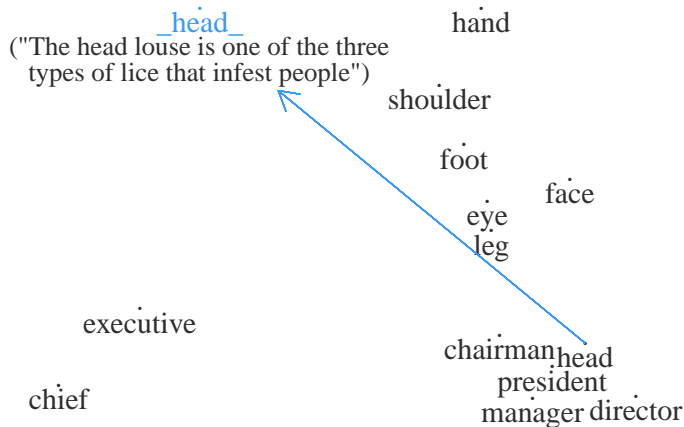 _head_
("The head louse is one of the three
types of lice that infest people")
hand
shoulder
foot
face
eye
leg
executive
chairman
head
president
chief
manager
director